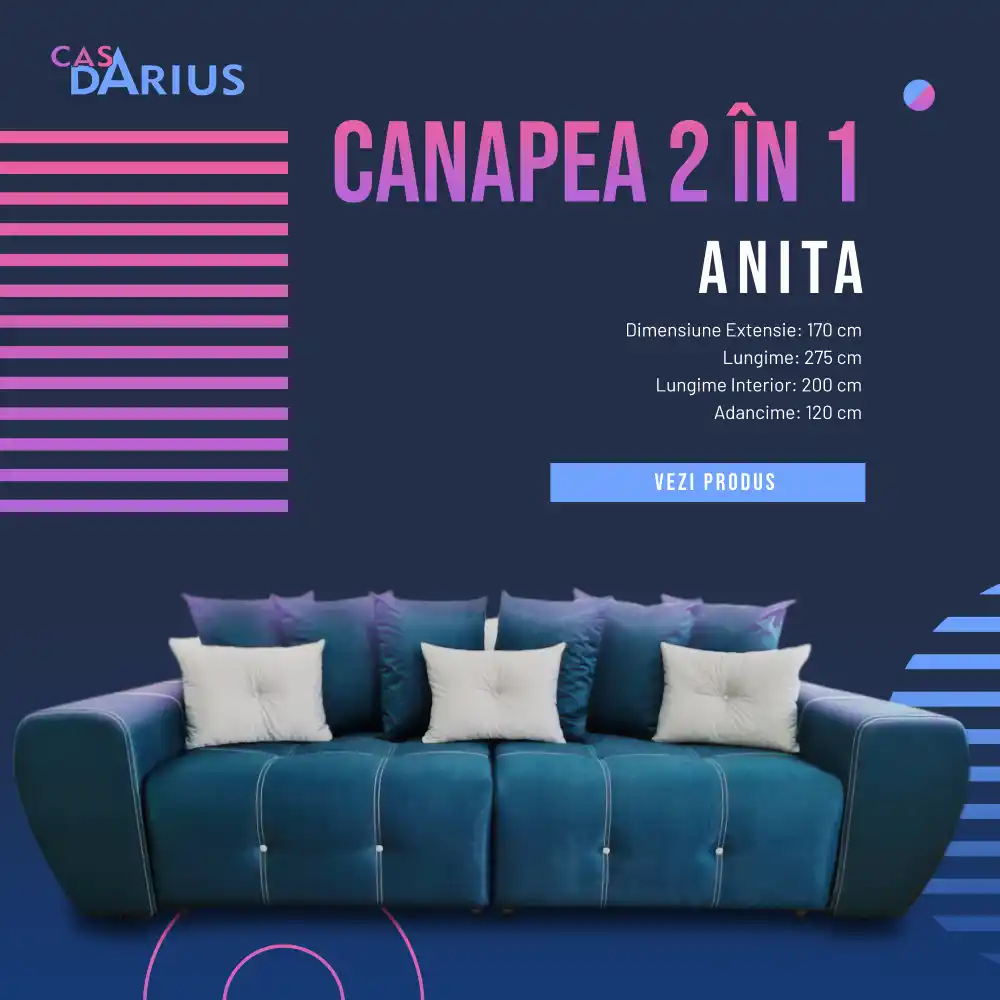 CASA
DARIUS
CANAPEA 2 ÎN 1
ANITA
Dimensiune Extensie: 170 cm
Lungime: 275 cm
Lungime Interior: 200 cm
Adancime: 120 cm
VEZI PRODUS